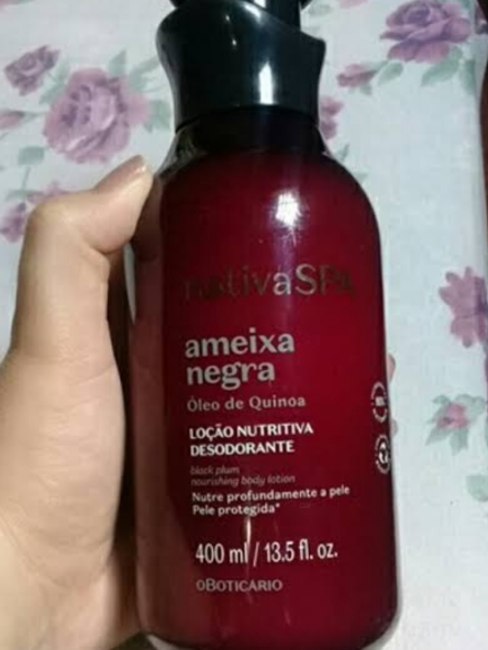 nativaSPA
ameixa
negra
Óleo de Quinoa
LOÇÃO NUTRITIVA
DESODORANTE
black plum
nourishing body lotion
Nutre profundamente a pele
Pele protegida*
400 ml / 13.5 fl. oz.
oBOTICÁRIO